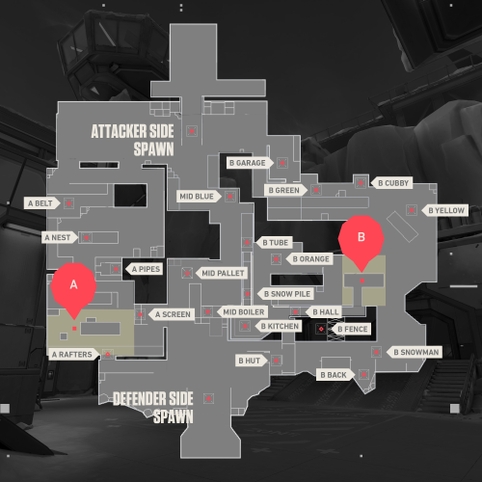 ATTACKER SIDE
SPAWN
B GARAGE
B GREEN
B CUBBY
MID BLUE
A BELT
B YELLOW
A NEST
B
B TUBE
B ORANGE
A PIPES
MID PALLET
A
B SNOW PILE
A SCREEN
MID BOILER
B HALL
B KITCHEN
B FENCE
A RAFTERS
B HUT
B SNOWMAN
B BACK
DEFENDER SIDE
SPAWN